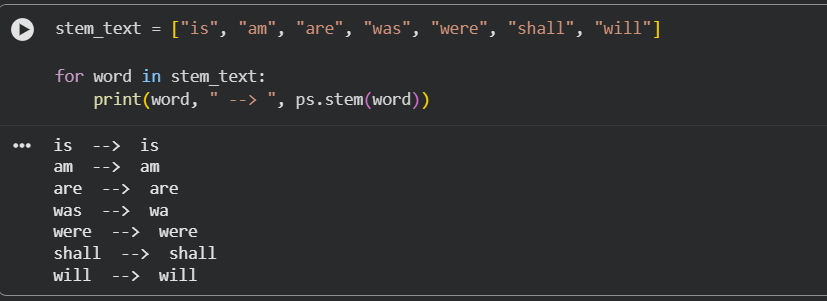 stem_text = ["is", "am", "are", "was", "were", "shall", "will"]
for word in stem_text:
    print(word, " --> ", ps.stem(word))
is  -->  is
am  -->  am
are  -->  are
was  -->  wa
were  -->  were
shall  -->  shall
will  -->  will